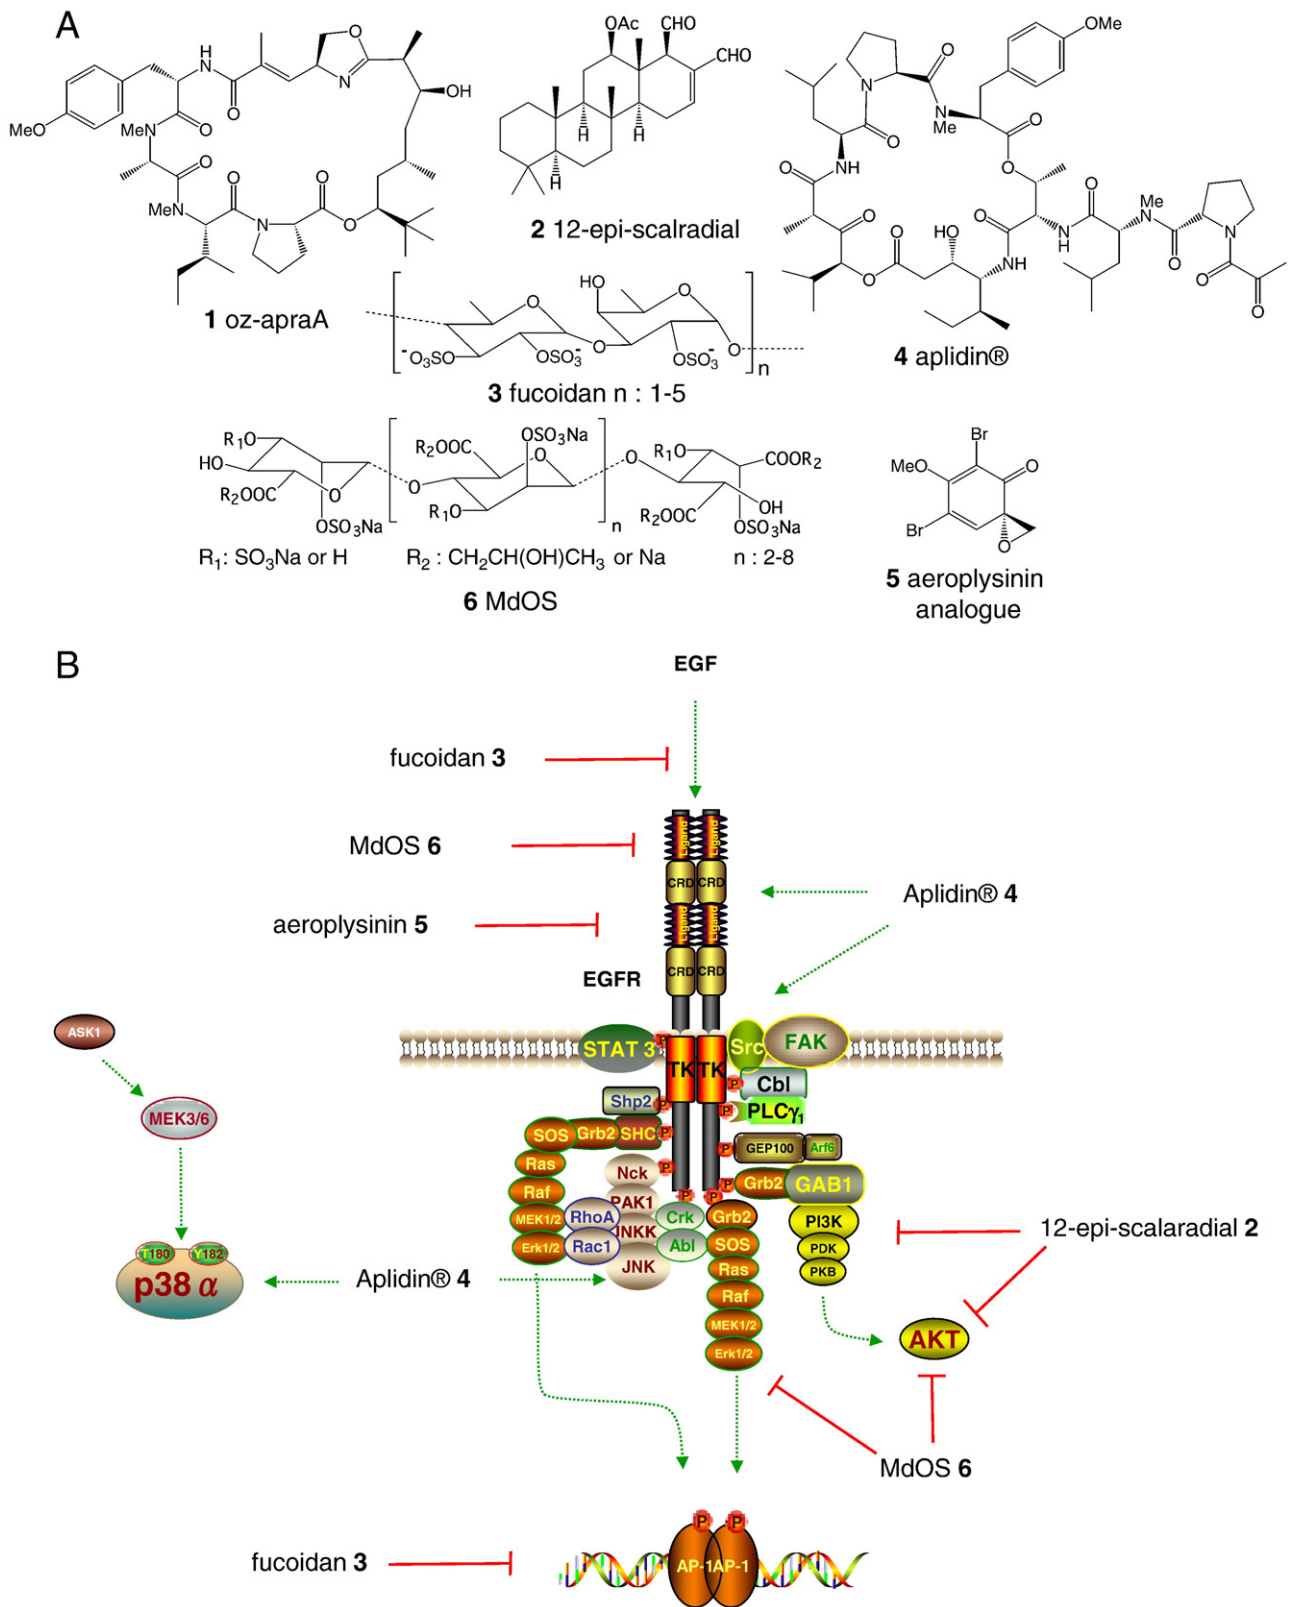 A
O
N
H
N
O
MeO
MeN
O
OH
O
MeN
O
O
N
O
O
1 oz-apraA
OAc
CHO
CHO
H
H
H
2 12-epi-scalradial
O
OMe
N
O
N
Me
O
O
O
NH
O
O
O
HO
O
O
NH
O
N
H
O
Me
N
O
N
O
O
4 aplidin®
HO
O
O
-O3SO
OSO3-
O
OSO3-
O
n
3 fucoidan n : 1-5
R1O
HO
R2OOC
O
OSO3Na
O
R2OOC
OSO3Na
O
R1O
n
O
R1O
COOR2
R2OOC
OH
OSO3Na
R1: SO3Na or H
R2 : CH2CH(OH)CH3 or Na
n : 2-8
6 MdOS
Br
MeO
O
Br
O
5 aeroplysinin
analogue
B
EGF
fucoidan 3
MdOS 6
Ligand
Ligand
CRD
CRD
Aplidin® 4
aeroplysinin 5
Ligand
Ligand
EGFR
CRD
CRD
ASK1
STAT 3
P
TK
TK
Src
FAK
P
Cbl
MEK3/6
Shp2
P
P
PLCγ1
SOS
Grb2
SHC
P
P
GEP100
Arf6
Ras
Nck
P
P
Grb2
GAB1
Raf
PAK1
P
P
MEK1/2
RhoA
JNKK
Crk
Grb2
PI3K
12-epi-scalaradial 2
Erk1/2
Rac1
Abl
SOS
PDK
T180
Y182
p38 α
Aplidin® 4
JNK
Ras
PKB
Raf
MEK1/2
AKT
Erk1/2
MdOS 6
P
P
fucoidan 3
AP-1
AP-1